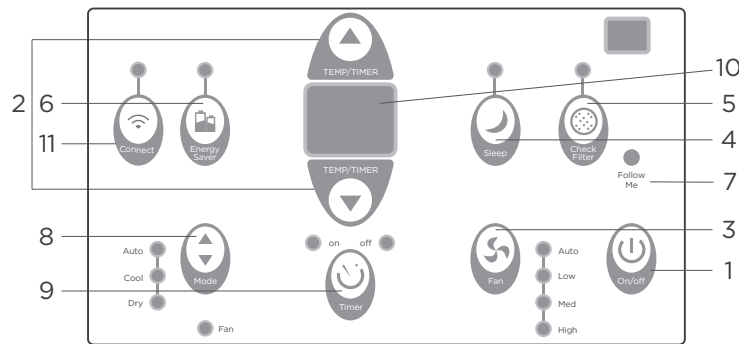 TEMP/TIMER
10
2
6
5
11
Connect
Energy
Saver
Sleep
Check
Filter
4
TEMP/TIMER
Follow
Me
7
8
3
on
off
Auto
Cool
Dry
Mode
Fan
Auto
Low
Med
High
On/off
1
9
Timer
Fan